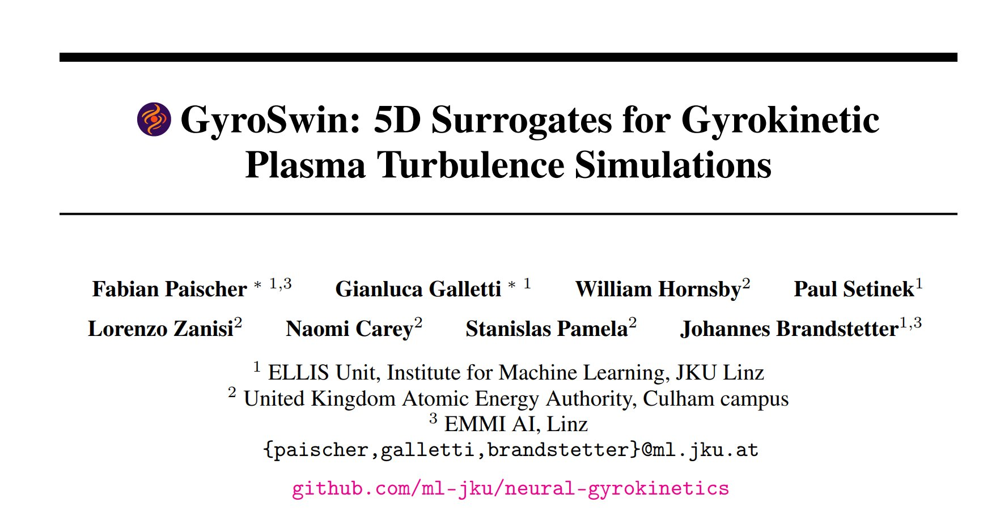 GyroSwin: 5D Surrogates for Gyrokinetic
Plasma Turbulence Simulations
Fabian Paischer * 1,3 Gianluca Galletti * 1 William Hornsby2 Paul Setinek1
Lorenzo Zanisi2 Naomi Carey2 Stanislas Pamela2 Johannes Brandstetter1,3
1 ELLIS Unit, Institute for Machine Learning, JKU Linz
2 United Kingdom Atomic Energy Authority, Culham campus
3 EMMI AI, Linz
{paischer,galletti,brandstetter}@ml.jku.at
github.com/ml-jku/neural-gyrokinetics